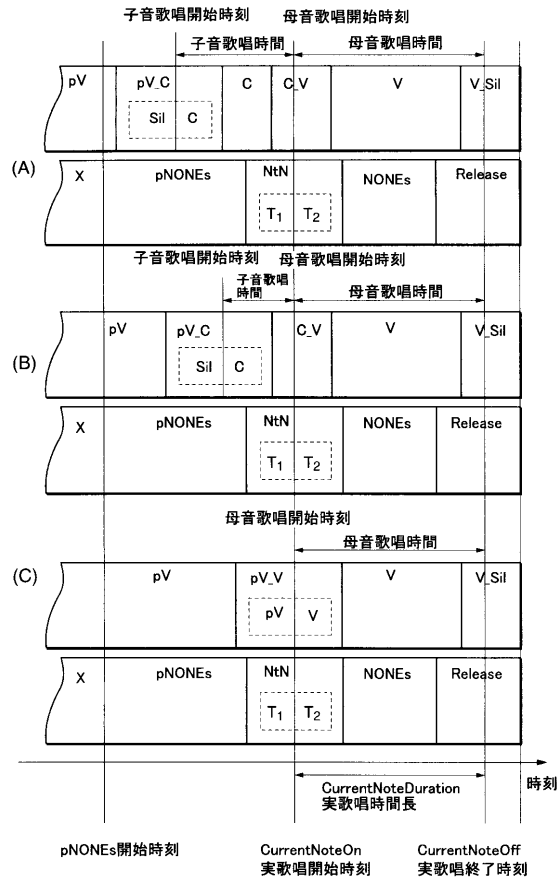 子音歌唱開始時刻 母音歌唱開始時刻
子音歌唱時間 母音歌唱時間
pV pV_C C C_V V V_Sil
Sil C
(A)
X pNONEs NtN NONEs Release
T1 T2
子音歌唱開始時刻 母音歌唱開始時刻
子音歌唱
時間
母音歌唱時間
pV pV_C C_V V V_Sil
Sil C
(B)
X pNONEs NtN NONEs Release
T1 T2
母音歌唱開始時刻
母音歌唱時間
(C)
pV pV_V V V_Sil
pV V
X pNONEs NtN NONEs Release
T1 T2
時刻
CurrentNoteDuration
実歌唱時間長
pNONEs開始時刻
CurrentNoteOn
実歌唱開始時刻
CurrentNoteOff
実歌唱終了時刻